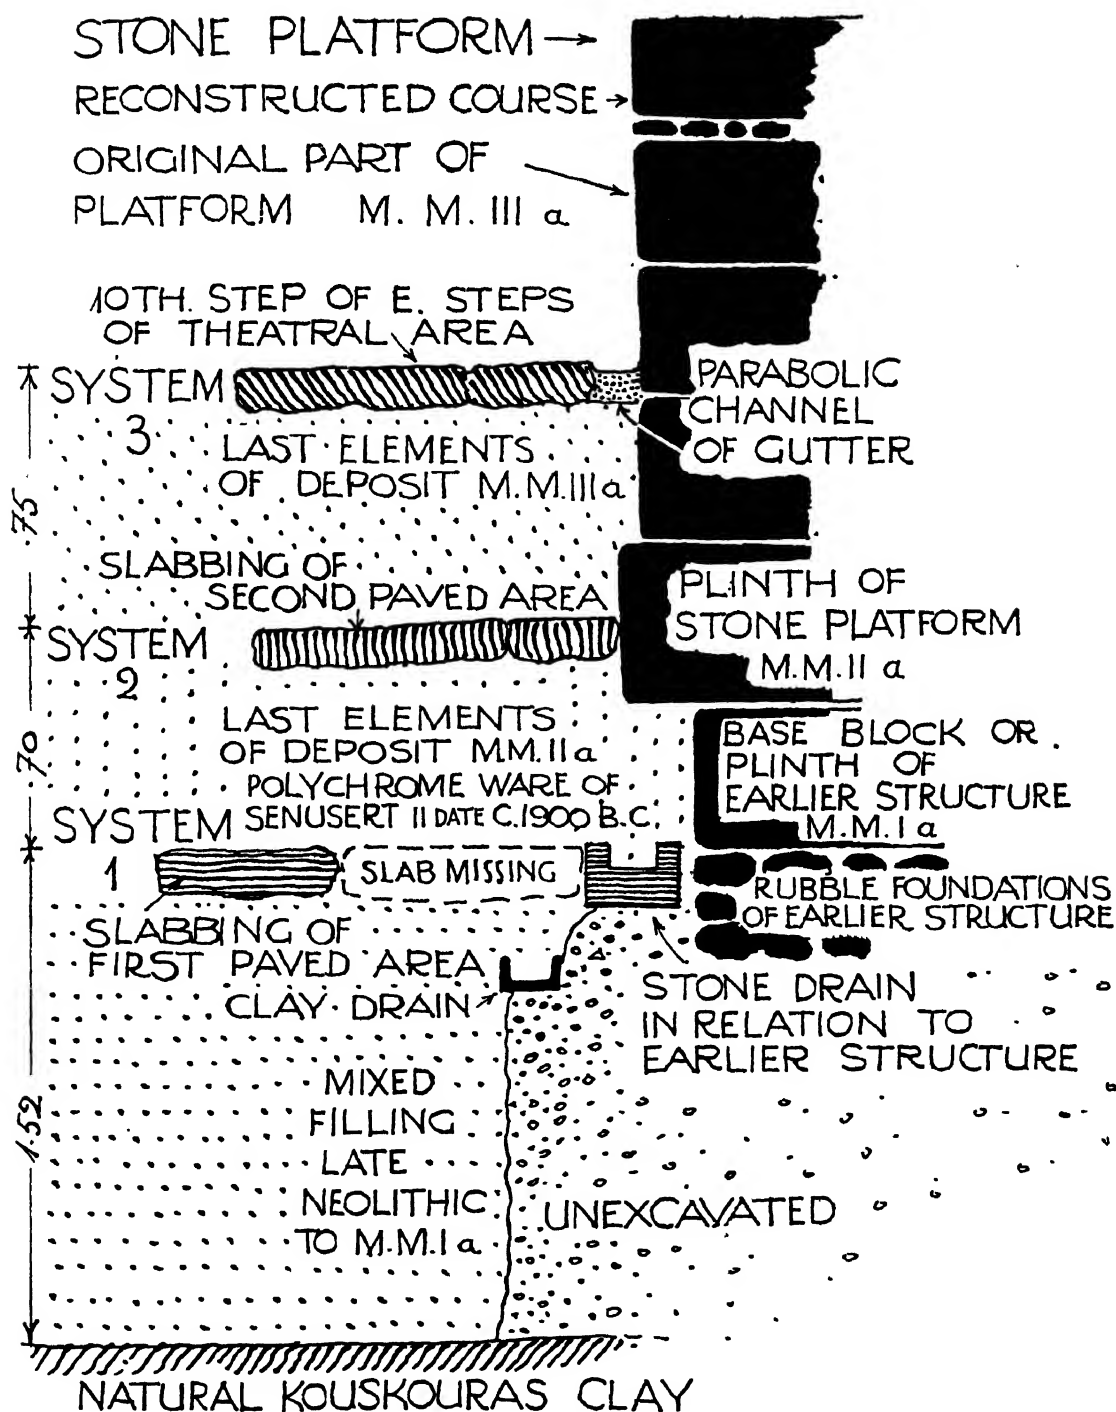 STONE PLATFORM →
RECONSTRUCTED COURSE →
ORIGINAL PART OF
PLATFORM M. M. III a
10TH. STEP OF E. STEPS
OF THEATRAL AREA
SYSTEM
3
PARABOLIC
CHANNEL
OF GUTTER
LAST ELEMENTS
OF DEPOSIT M.M.IIIa
.75
SLABBING OF
SECOND PAVED AREA
PLINTH OF
STONE PLATFORM
M.M.II a
SYSTEM
2
LAST ELEMENTS
OF DEPOSIT M.M.IIa
POLYCHROME WARE OF
SENUSERT II DATE C.1900 B.C.
.70
BASE BLOCK OR
PLINTH OF
EARLIER STRUCTURE
M.M.I a
SYSTEM
1
SLAB MISSING
RUBBLE FOUNDATIONS
OF EARLIER STRUCTURE
SLABBING OF
FIRST PAVED AREA
CLAY DRAIN
STONE DRAIN
IN RELATION TO
EARLIER STRUCTURE
1.52
MIXED
FILLING
LATE
NEOLITHIC
TO M.M.I a
UNEXCAVATED
NATURAL KOUSKOURAS CLAY